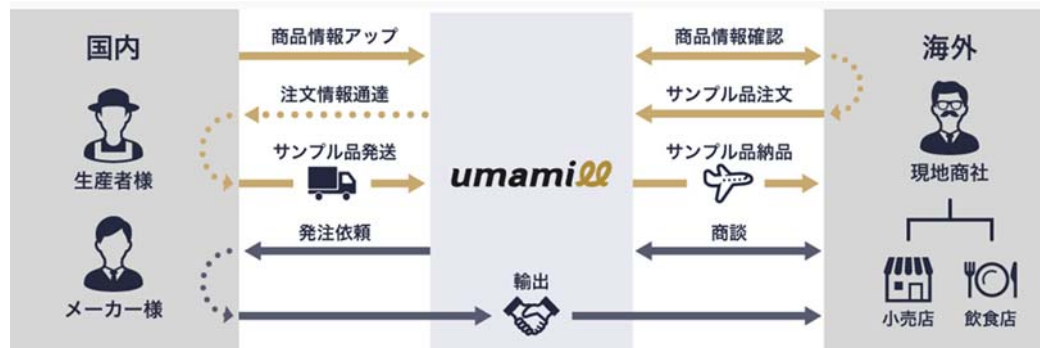 国内
生産者様
メーカー様
商品情報アップ
注文情報通達
サンプル品発送
発注依頼
umamill
輸出
商品情報確認
サンプル品注文
サンプル品納品
商談
海外
現地商社
小売店
飲食店